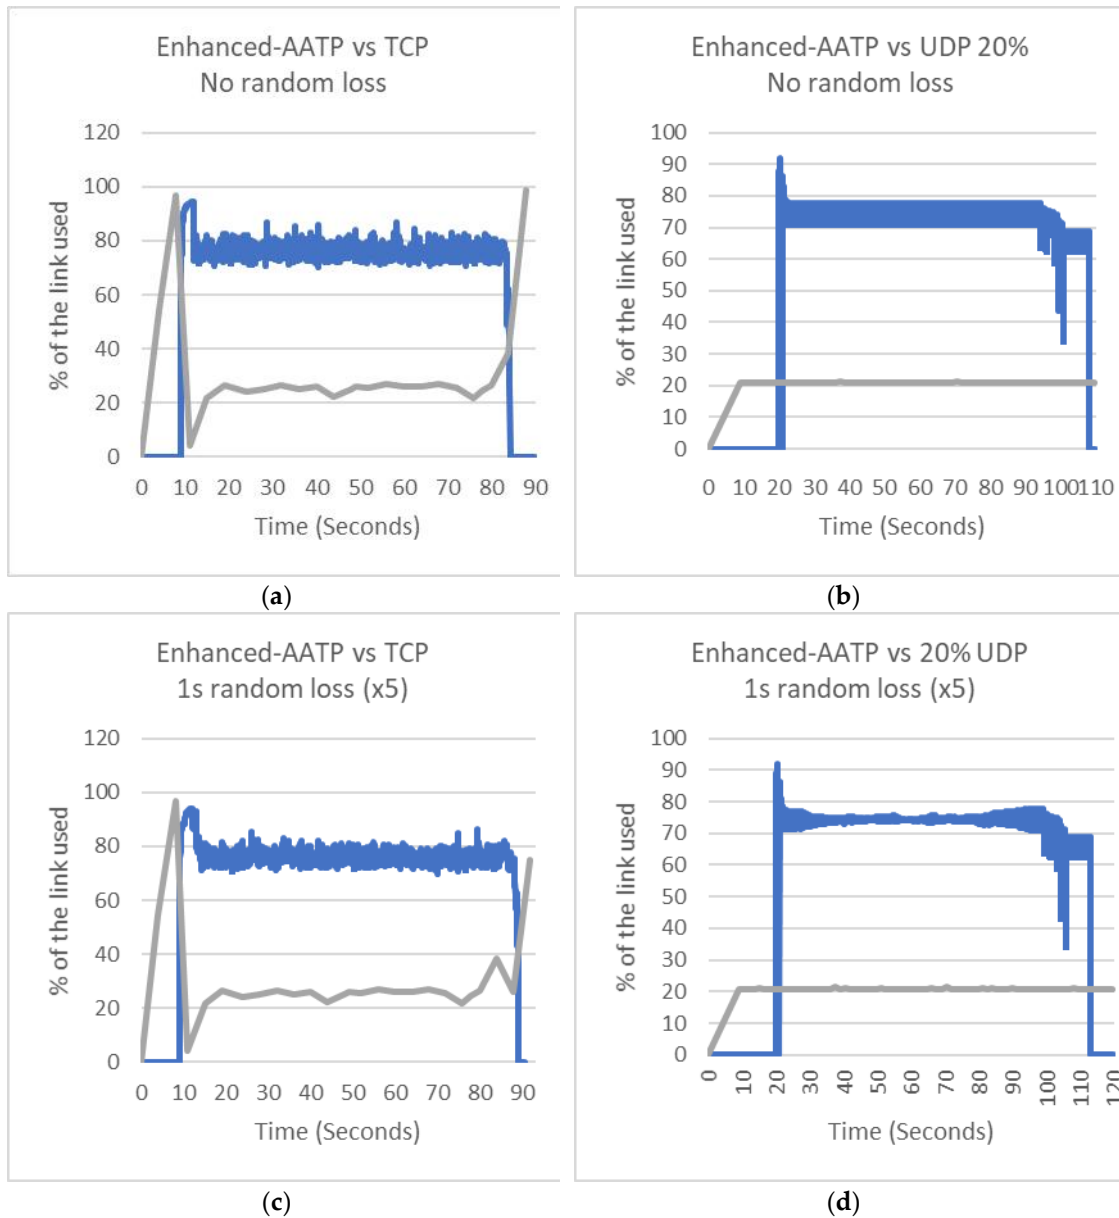 Enhanced-AATP vs TCP
No random loss
% of the link used
120
100
80
60
40
20
0
0 10 20 30 40 50 60 70 80 90
Time (Seconds)
(a)
Enhanced-AATP vs UDP 20%
No random loss
% of the link used
100
90
80
70
60
50
40
30
20
10
0
0 10 20 30 40 50 60 70 80 90 100 110
Time (Seconds)
(b)
Enhanced-AATP vs TCP
1s random loss (x5)
% of the link used
120
100
80
60
40
20
0
0 10 20 30 40 50 60 70 80 90
Time (Seconds)
(c)
Enhanced-AATP vs 20% UDP
1s random loss (x5)
% of the link used
100
90
80
70
60
50
40
30
20
10
0
0 10 20 30 40 50 60 70 80 90 100 110 120
Time (Seconds)
(d)